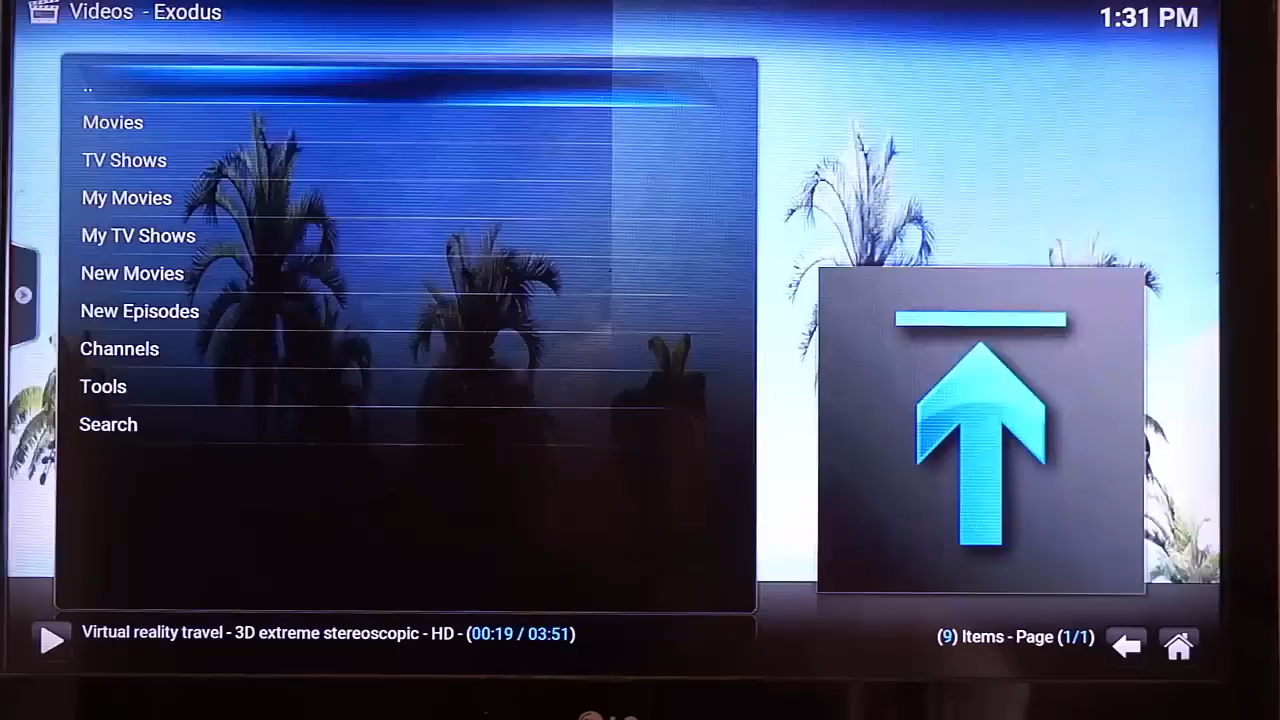 Videos - Exodus
1:31 PM
..
Movies
TV Shows
My Movies
My TV Shows
New Movies
New Episodes
Channels
Tools
Search
Virtual reality travel - 3D extreme stereoscopic - HD - (00:19 / 03:51)
(9) Items - Page (1/1)